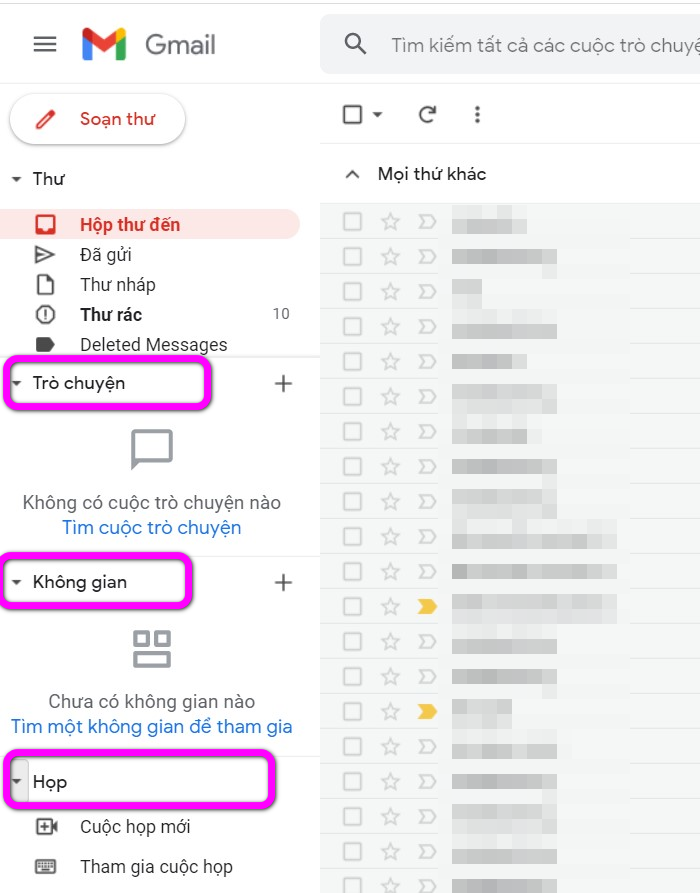 Gmail
Tìm kiếm tất cả các cuộc trò chuyệ
Soạn thư
Thư
Mọi thứ khác
Hộp thư đến
Đã gửi
Thư nháp
Thư rác 10
Deleted Messages
Trò chuyện
Không có cuộc trò chuyện nào
Tìm cuộc trò chuyện
Không gian
Chưa có không gian nào
Tìm một không gian để tham gia
Họp
Cuộc họp mới
Tham gia cuộc họp